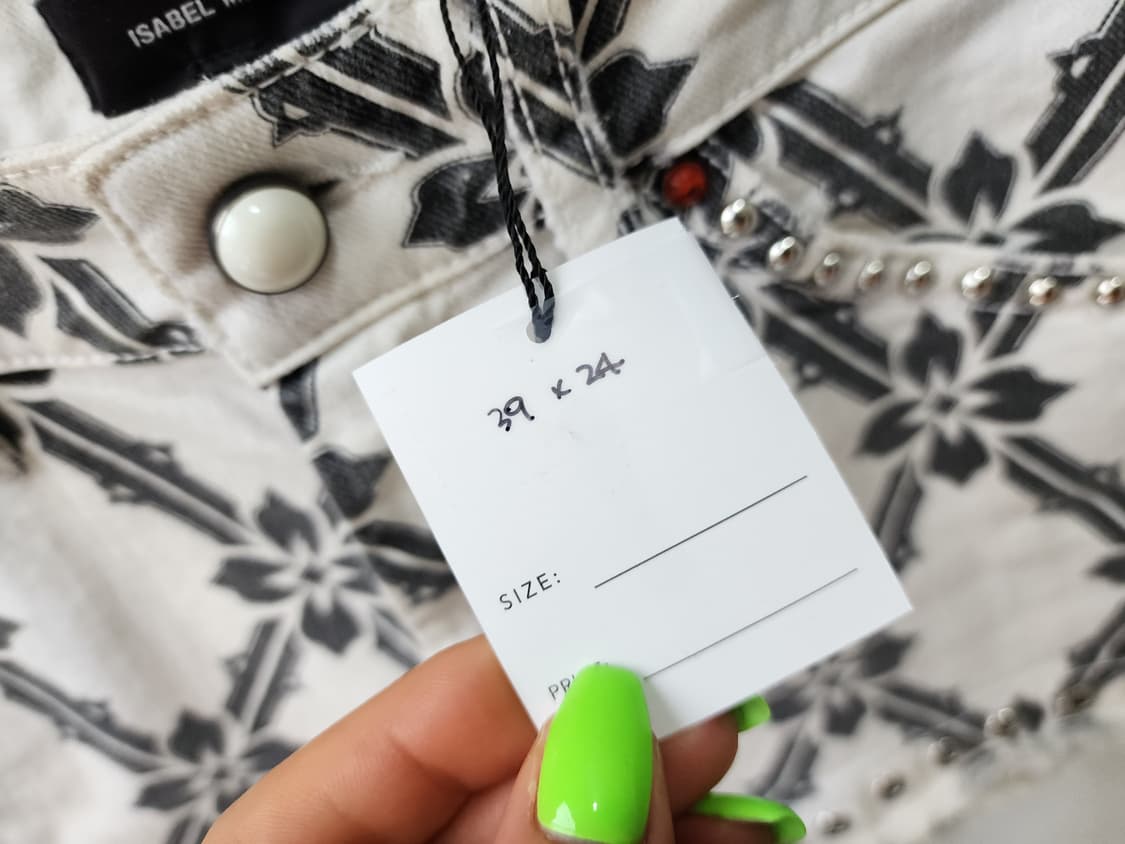 ISABEL
39 x 24
SIZE: